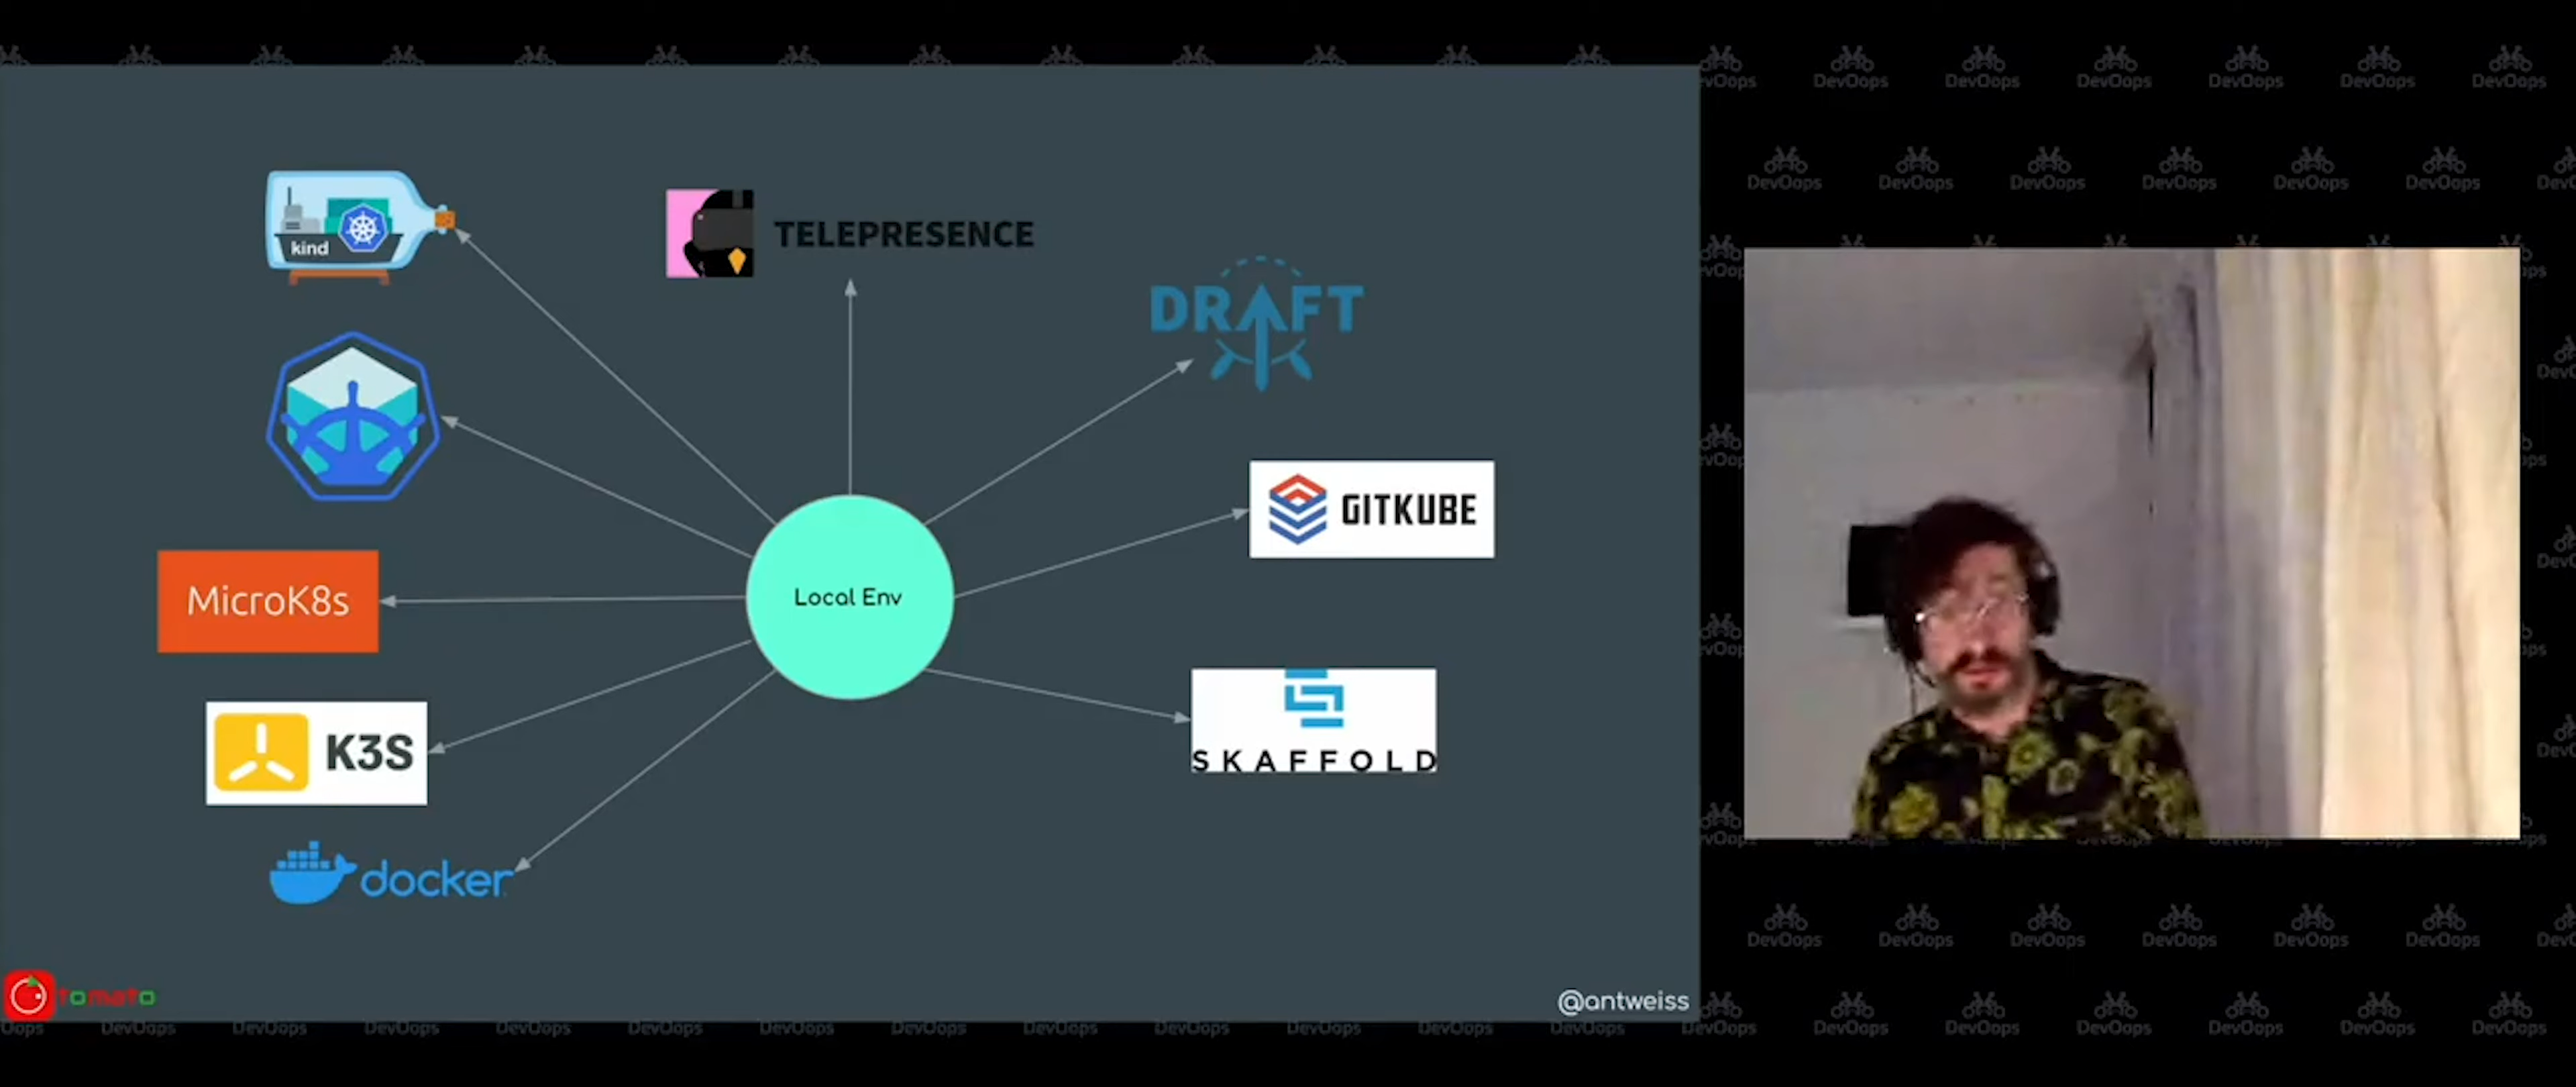 kind
TELEPRESENCE
DRAFT
GITKUBE
MicroK8s
Local Env
K3S
SKAFFOLD
docker
tomato
@antweiss
DevOops